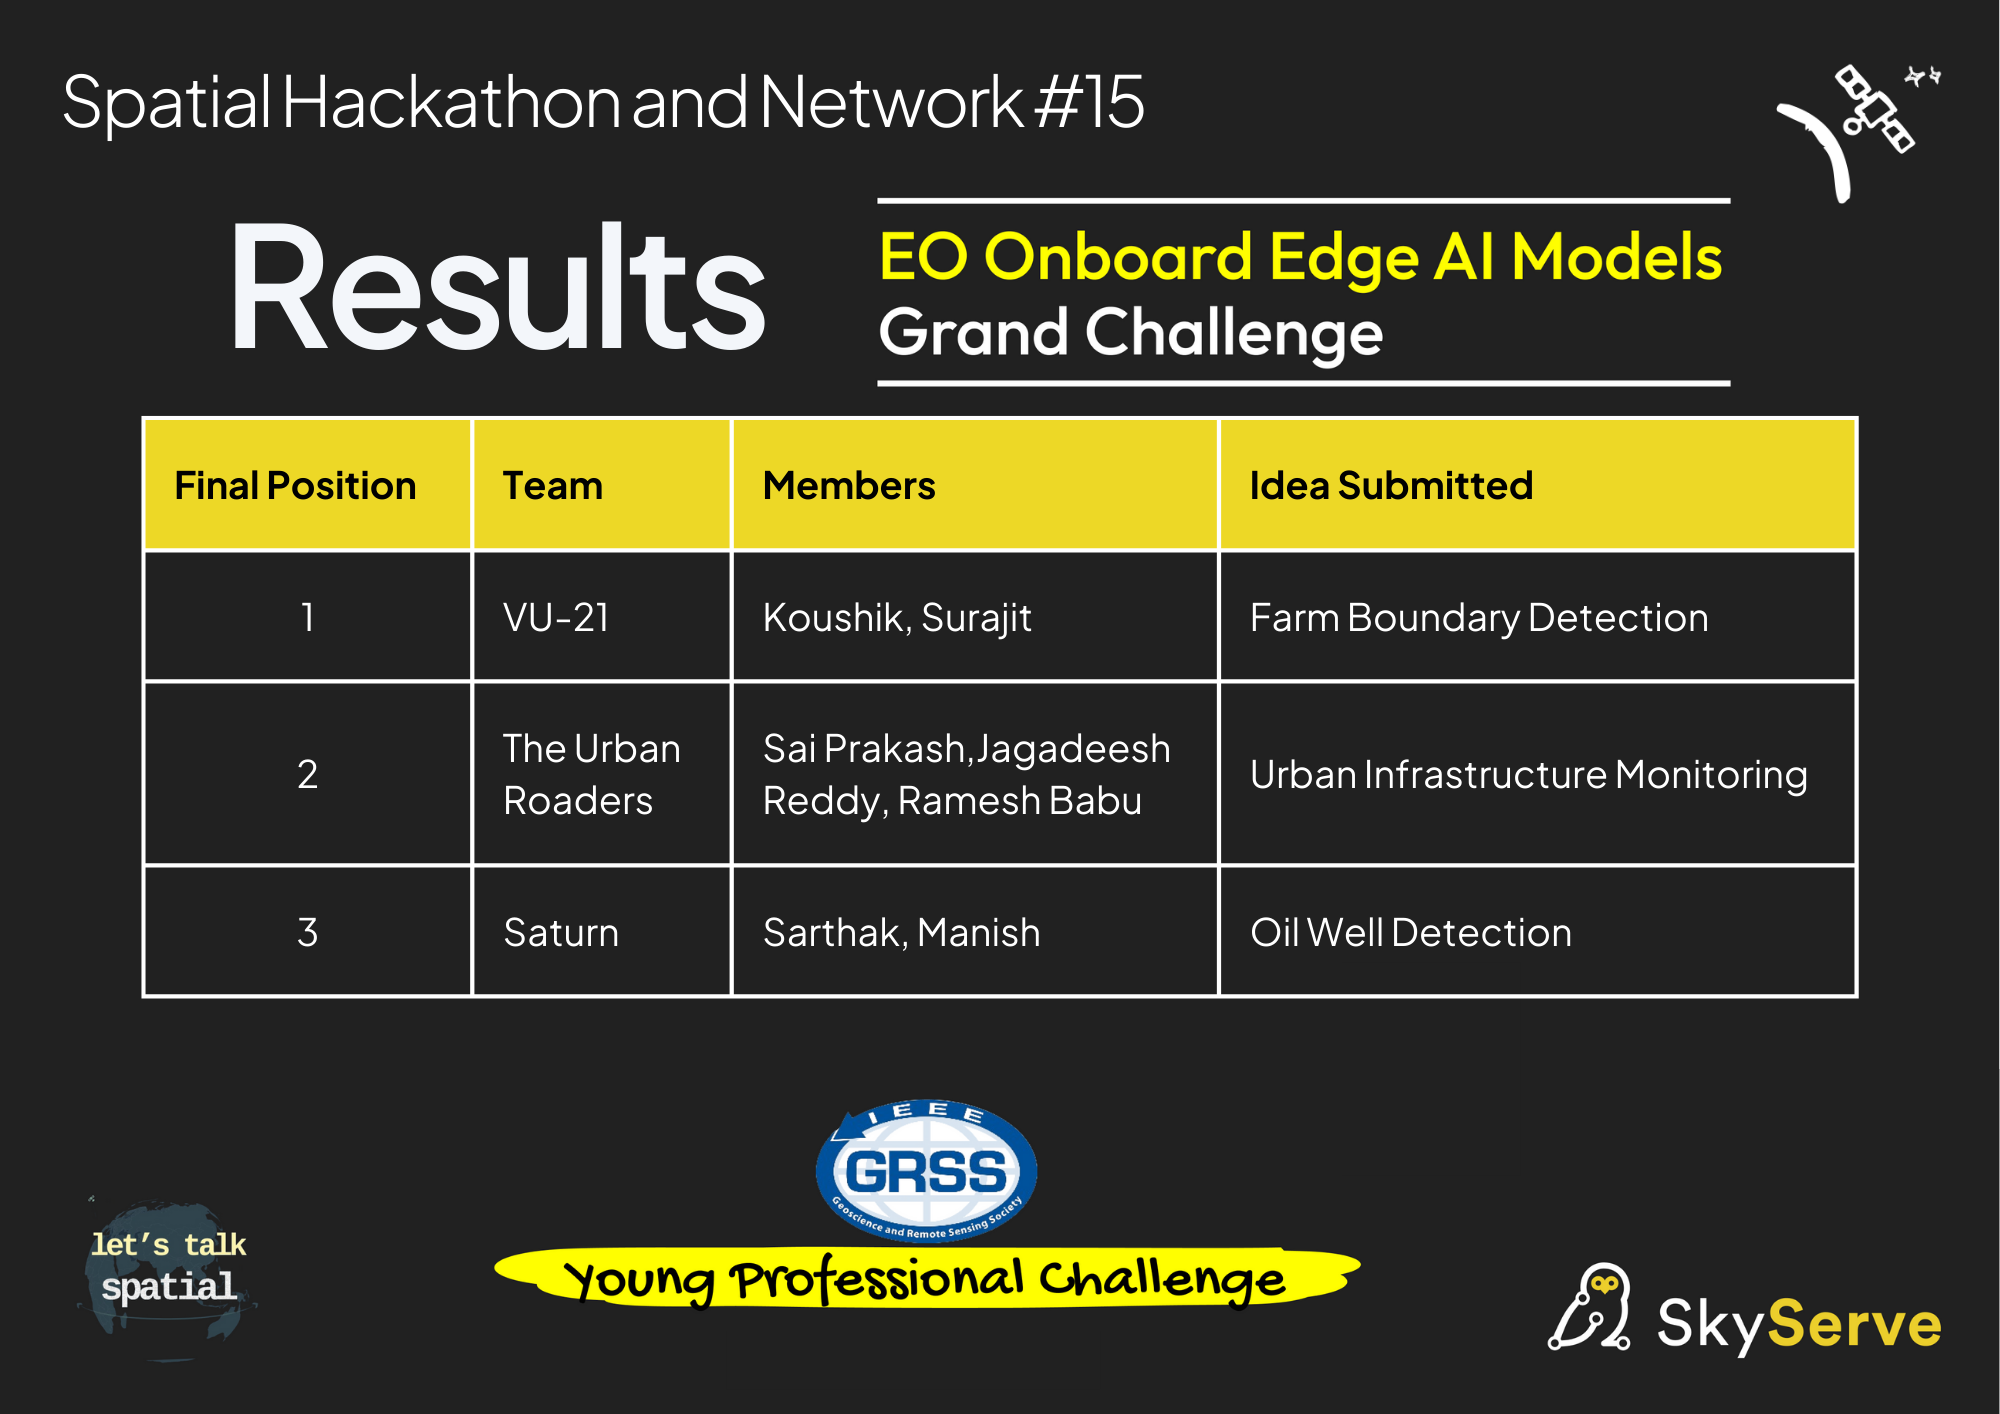 Spatial Hackathon and Network #15
Results
EO Onboard Edge AI Models
Grand Challenge
Final Position Team Members Idea Submitted
1 VU-21 Koushik, Surajit Farm Boundary Detection
2 The Urban Roaders Sai Prakash,Jagadeesh Reddy, Ramesh Babu Urban Infrastructure Monitoring
3 Saturn Sarthak, Manish Oil Well Detection
IEEE
GRSS
Geoscience and Remote Sensing Society
Young Professional Challenge
let's talk
spatial
SkyServe